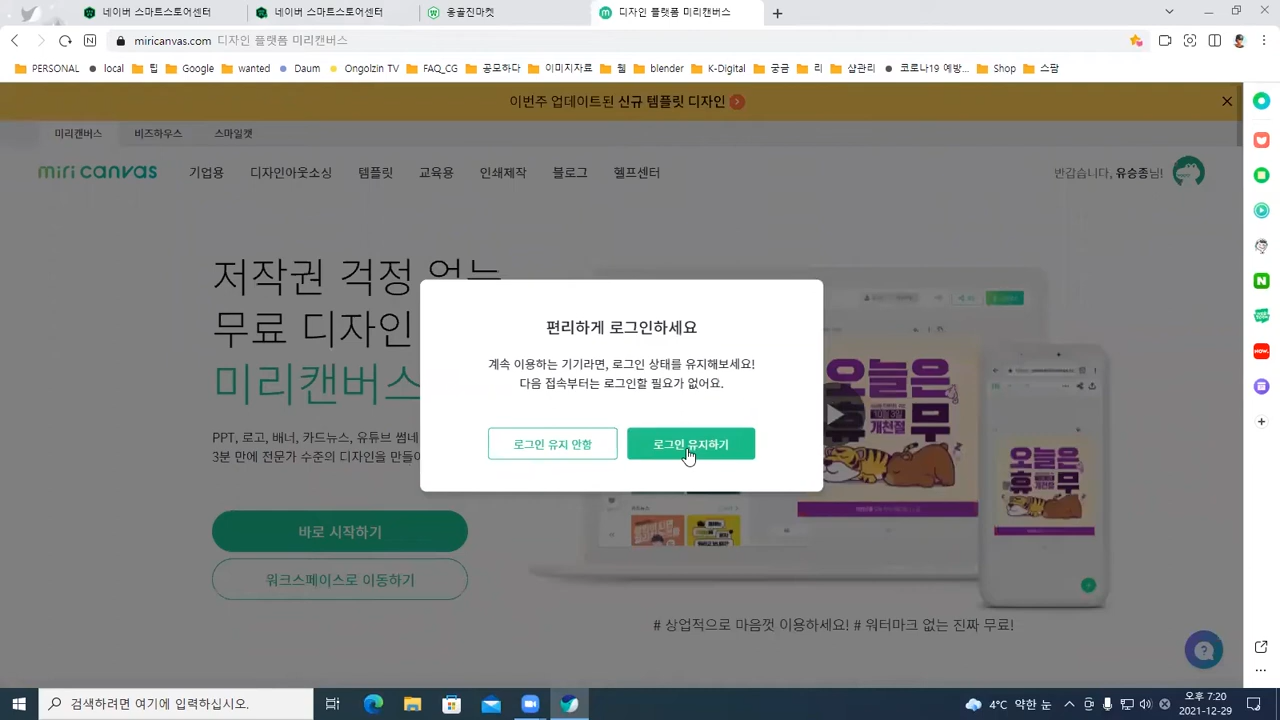 네이버 스마트스토어센터
네이버 스마트스토어센터
옹골진마켓
디자인 플랫폼 미리캔버스
miricanvas.com 디자인 플랫폼 미리캔버스
PERSONAL local 팁 Google wanted Daum Ongolzin TV FAQ_CG 공모하다 이미지자료 웹 blender K-Digital 궁금 리 샵관리 코로나19 예방... Shop 스팜
이번주 업데이트된 신규 템플릿 디자인
미리캔버스 비즈하우스 스마일캣
miri canvas 기업용 디자인아웃소싱 템플릿 교육용 인쇄제작 블로그 헬프센터 반갑습니다, 유승종님!
저작권 걱정 없는
무료 디자인
미리캔버스
편리하게 로그인하세요
계속 이용하는 기기라면, 로그인 상태를 유지해보세요!
다음 접속부터는 로그인할 필요가 없어요.
로그인 유지 안함 로그인 유지하기
PPT, 로고, 배너, 카드뉴스, 유튜브 썸네
3분 만에 전문가 수준의 디자인을 만들
바로 시작하기
워크스페이스로 이동하기
오늘은
무
개천절
오늘은
휴무
# 상업적으로 마음껏 이용하세요! # 워터마크 없는 진짜 무료!
NOW.
검색하려면 여기에 입력하십시오.
4°C 약한 눈
오후 7:20
2021-12-29